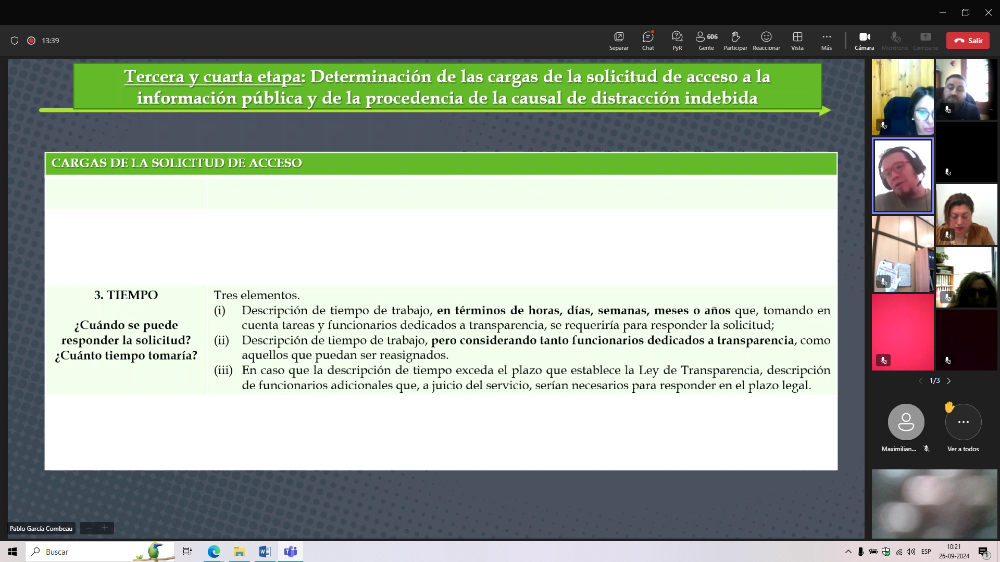 13:39
Separar
Chat
PyR
606
Gente
Participar
Reaccionar
Vista
Más
Cámara
Micrófono
Comparte
Salir
Tercera y cuarta etapa: Determinación de las cargas de la solicitud de acceso a la
información pública y de la procedencia de la causal de distracción indebida
CARGAS DE LA SOLICITUD DE ACCESO
3. TIEMPO
¿Cuándo se puede
responder la solicitud?
¿Cuánto tiempo tomaría?
Tres elementos.
(i) Descripción de tiempo de trabajo, en términos de horas, días, semanas, meses o años que, tomando en
cuenta tareas y funcionarios dedicados a transparencia, se requeriría para responder la solicitud;
(ii) Descripción de tiempo de trabajo, pero considerando tanto funcionarios dedicados a transparencia, como
aquellos que puedan ser reasignados.
(iii) En caso que la descripción de tiempo exceda el plazo que establece la Ley de Transparencia, descripción
de funcionarios adicionales que, a juicio del servicio, serían necesarios para responder en el plazo legal.
1/3
Maximilian...
Ver a todos
Pablo García Combeau
Buscar
ESP
10:21
26-09-2024
1